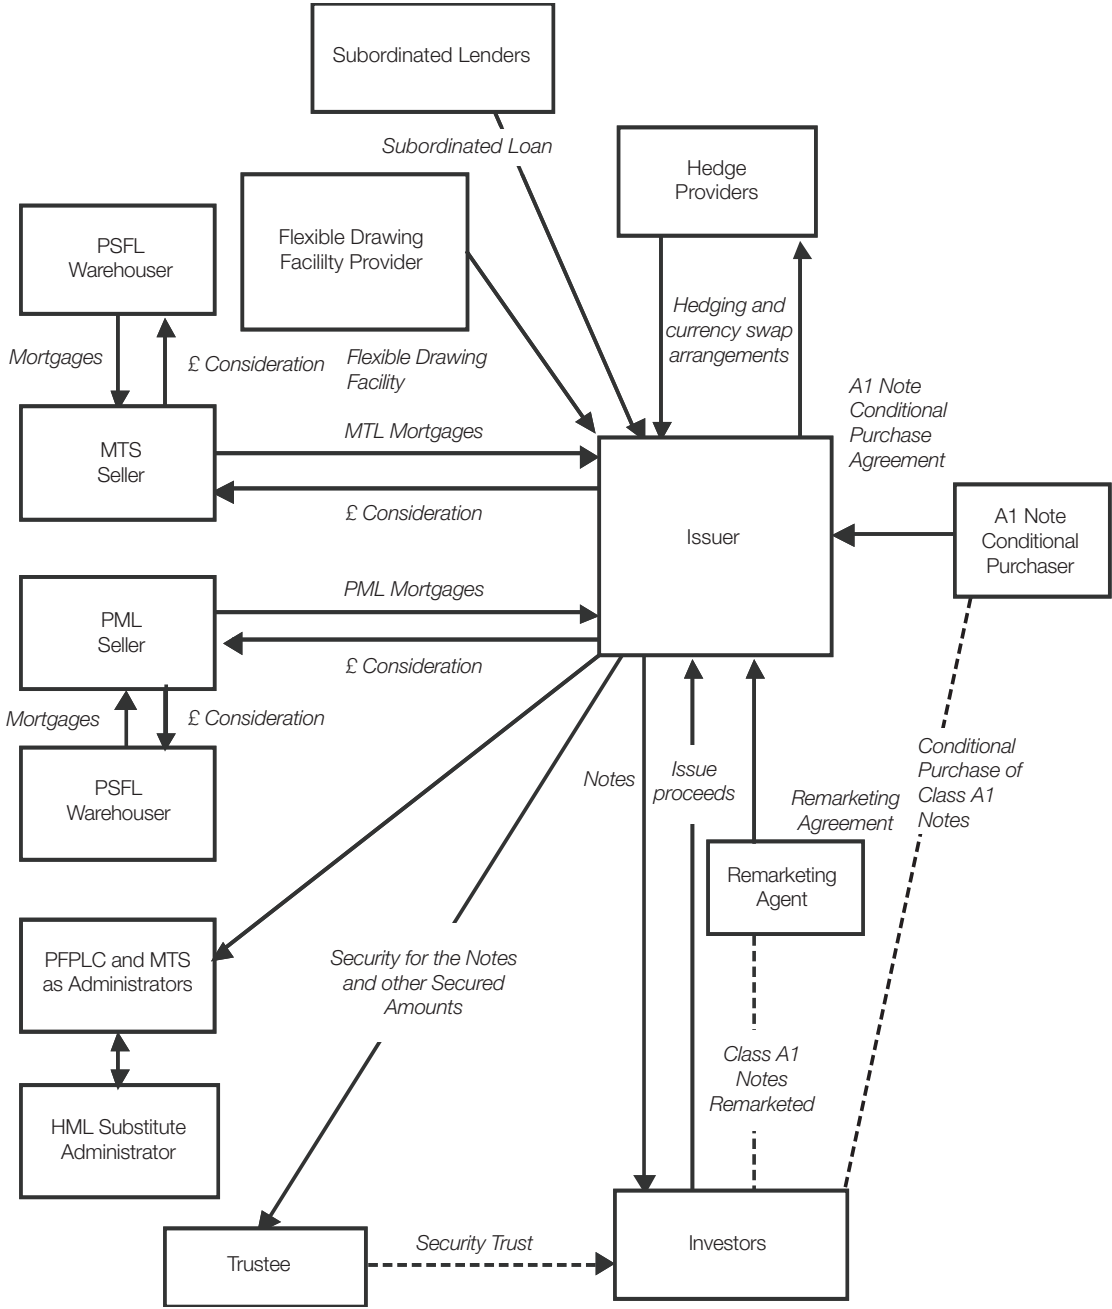 Subordinated Lenders
Subordinated Loan
Hedge
Providers
Flexible Drawing
Facililty Provider
PSFL
Warehouser
Hedging and
currency swap
arrangements
Mortgages
£ Consideration
Flexible Drawing
Facility
A1 Note
Conditional
Purchase
Agreement
MTS
Seller
MTL Mortgages
£ Consideration
Issuer
A1 Note
Conditional
Purchaser
PML
Seller
PML Mortgages
£ Consideration
Mortgages
£ Consideration
PSFL
Warehouser
Notes
Issue
proceeds
Remarketing
Agreement
Conditional
Purchase of
Class A1
Notes
Remarketing
Agent
PFPLC and MTS
as Administrators
Security for the Notes
and other Secured
Amounts
Class A1
Notes
Remarketed
HML Substitute
Administrator
Trustee
Security Trust
Investors